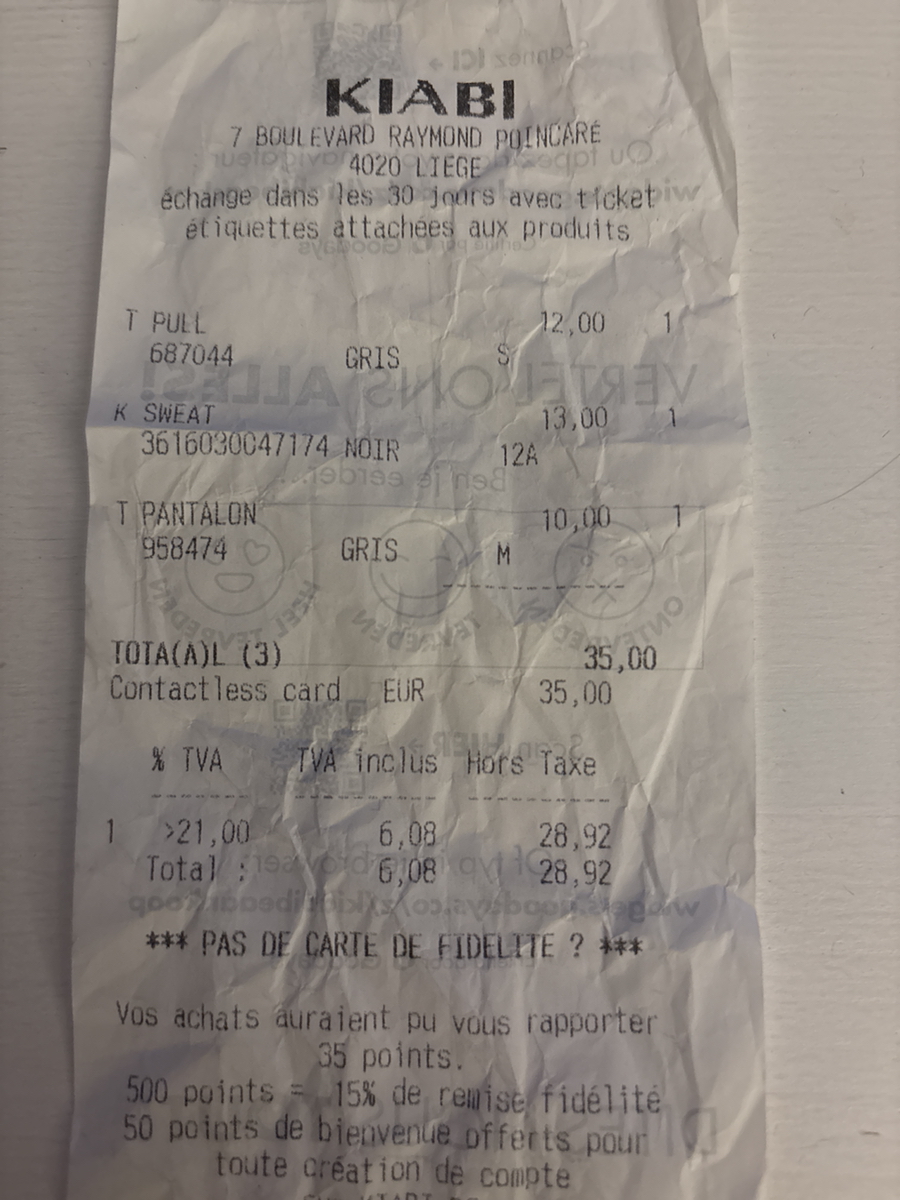 KIABI
7 BOULEVARD RAYMOND POINCARÉ
4020 LIEGE
échange dans les 30 jours avec ticket
étiquettes attachées aux produits
T PULL 12,00 1
687044 GRIS S
K SWEAT 13,00 1
3616030047174 NOIR 12A
T PANTALON 10,00 1
958474 GRIS M
--------------------
TOTA(A)L (3) 35,00
Contactless card EUR 35,00
% TVA TVA inclus Hors Taxe
1 >21,00 6,08 28,92
Total : 6,08 28,92
*** PAS DE CARTE DE FIDELITE ? ***
Vos achats auraient pu vous rapporter
35 points.
500 points = 15% de remise fidélité
50 points de bienvenue offerts pour
toute création de compte